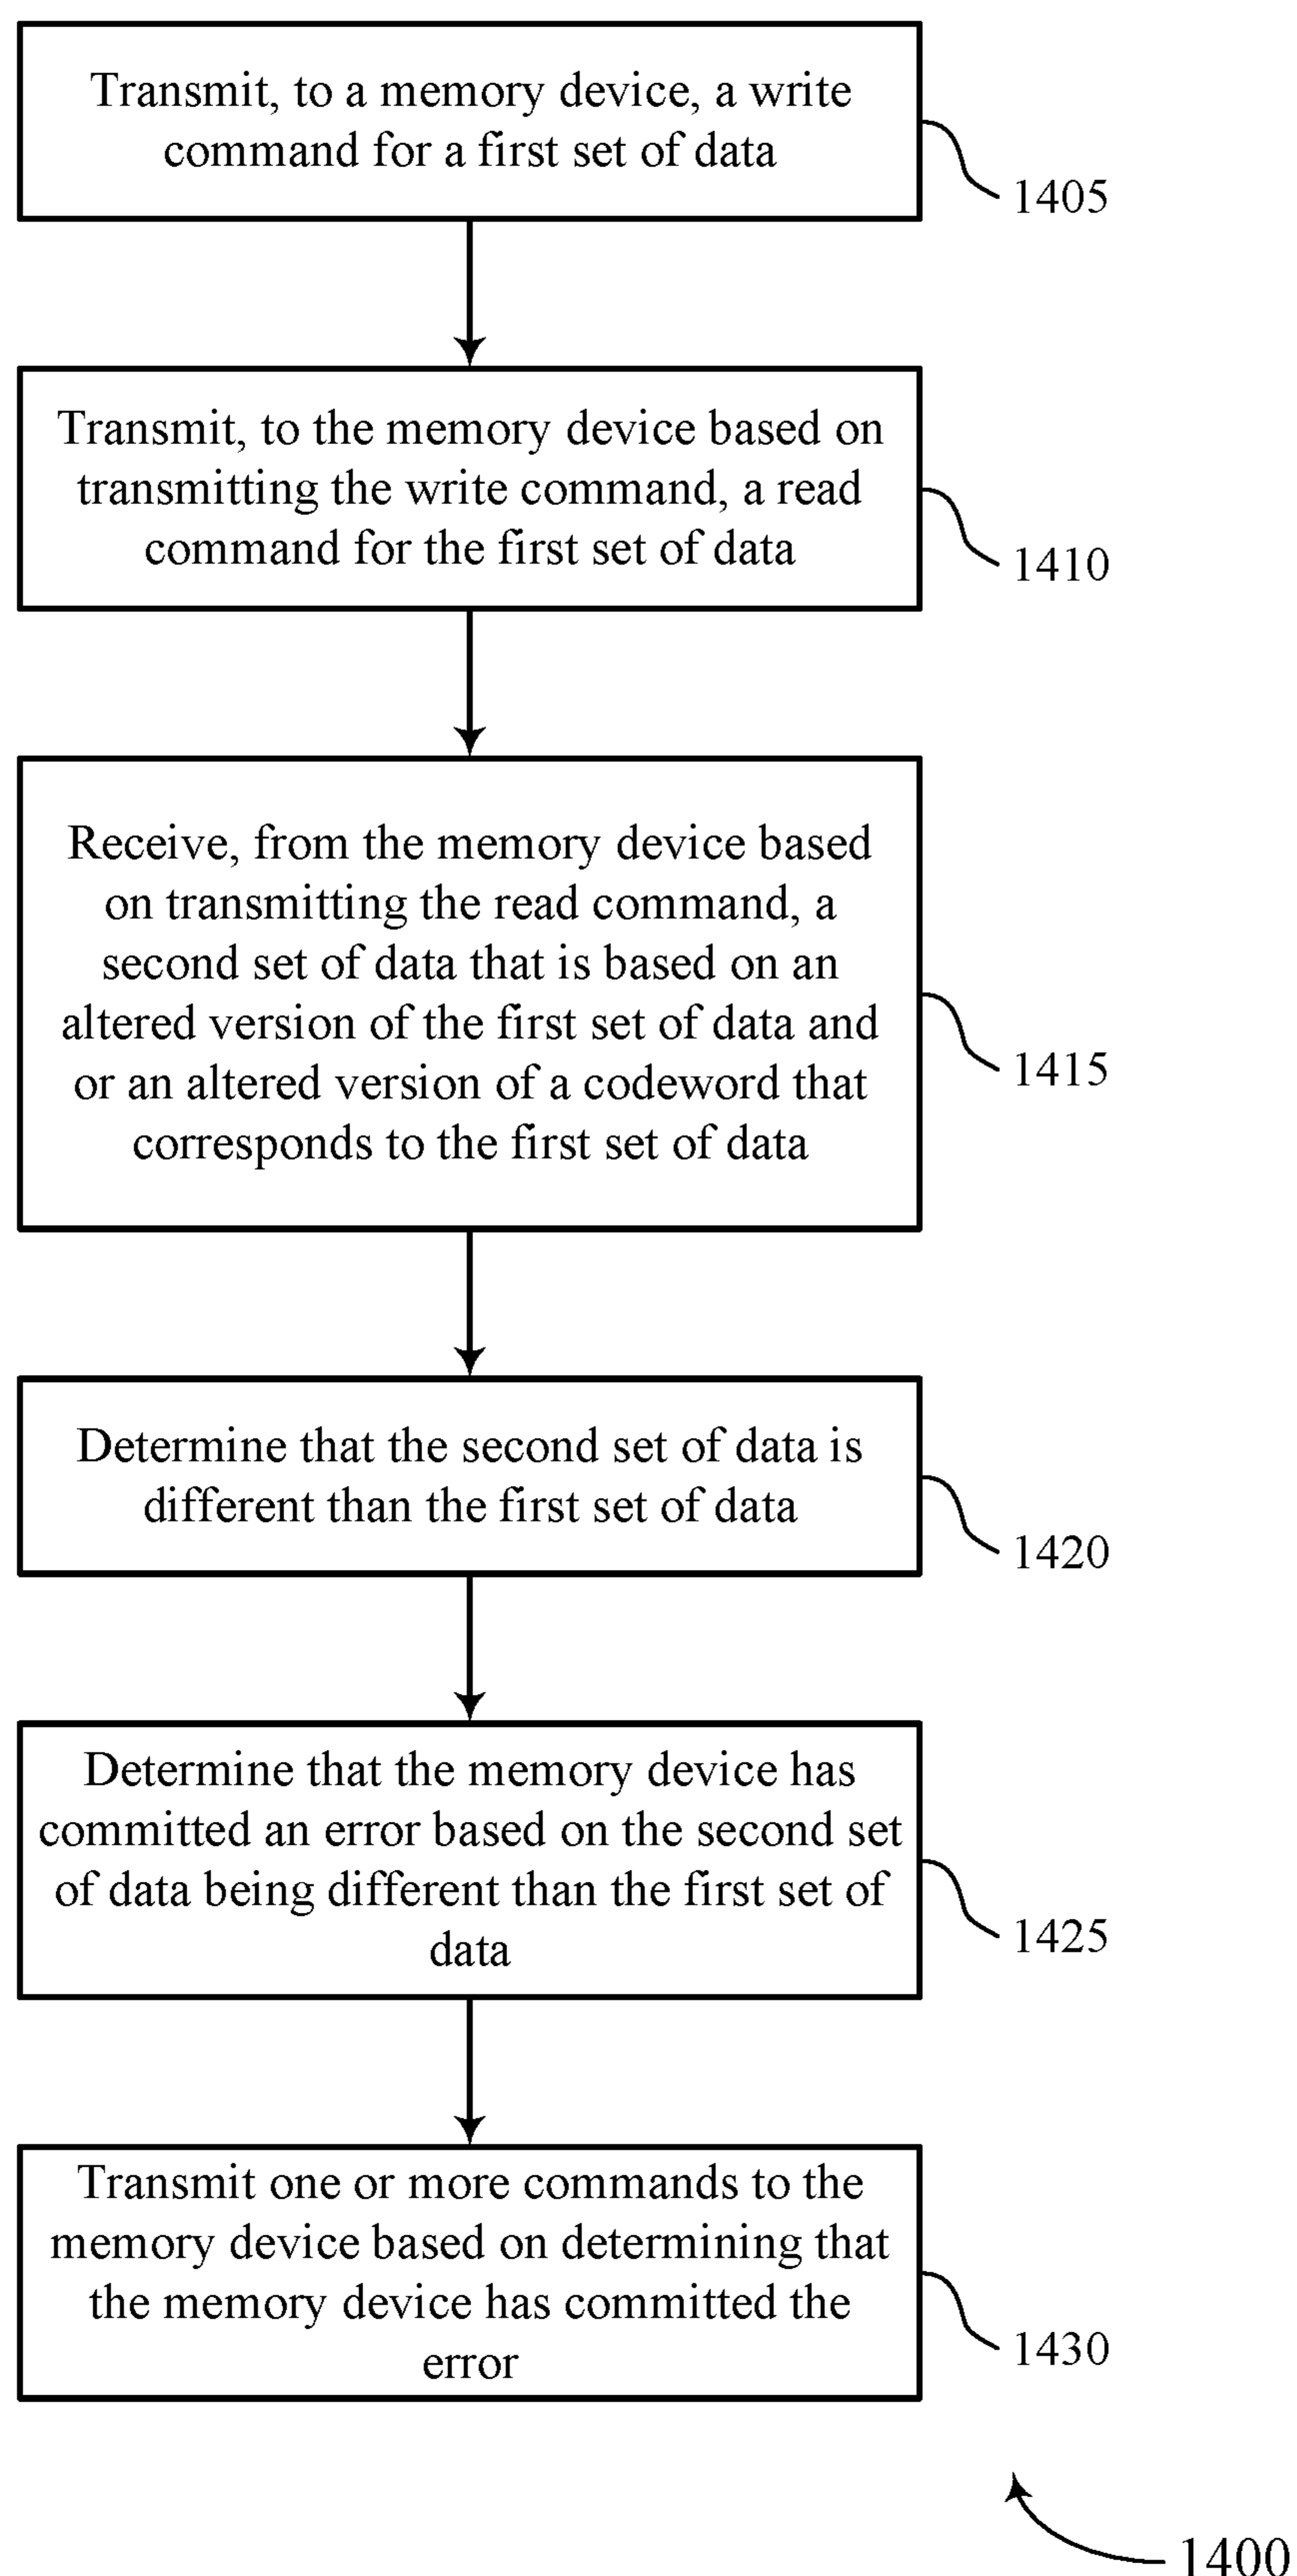 Transmit, to a memory device, a write
command for a first set of data
1405
Transmit, to the memory device based on
transmitting the write command, a read
command for the first set of data
1410
Receive, from the memory device based
on transmitting the read command, a
second set of data that is based on an
altered version of the first set of data and
or an altered version of a codeword that
corresponds to the first set of data
1415
Determine that the second set of data is
different than the first set of data
1420
Determine that the memory device has
committed an error based on the second set
of data being different than the first set of
data
1425
Transmit one or more commands to the
memory device based on determining that
the memory device has committed the
error
1430
1400